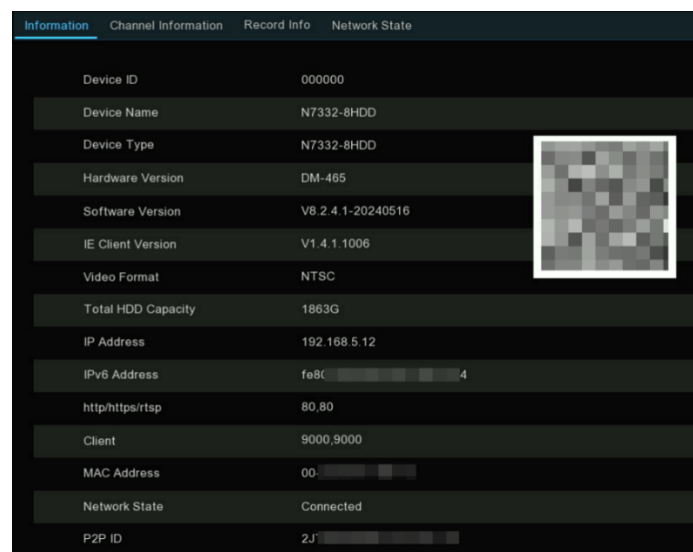 Information Channel Information Record Info Network State
Device ID 000000
Device Name N7332-8HDD
Device Type N7332-8HDD
Hardware Version DM-465
Software Version V8.2.4.1-20240516
IE Client Version V1.4.1.1006
Video Format NTSC
Total HDD Capacity 1863G
IP Address 192.168.5.12
IPv6 Address fe80 4
http/https/rtsp 80,80
Client 9000,9000
MAC Address 00-
Network State Connected
P2P ID 2J